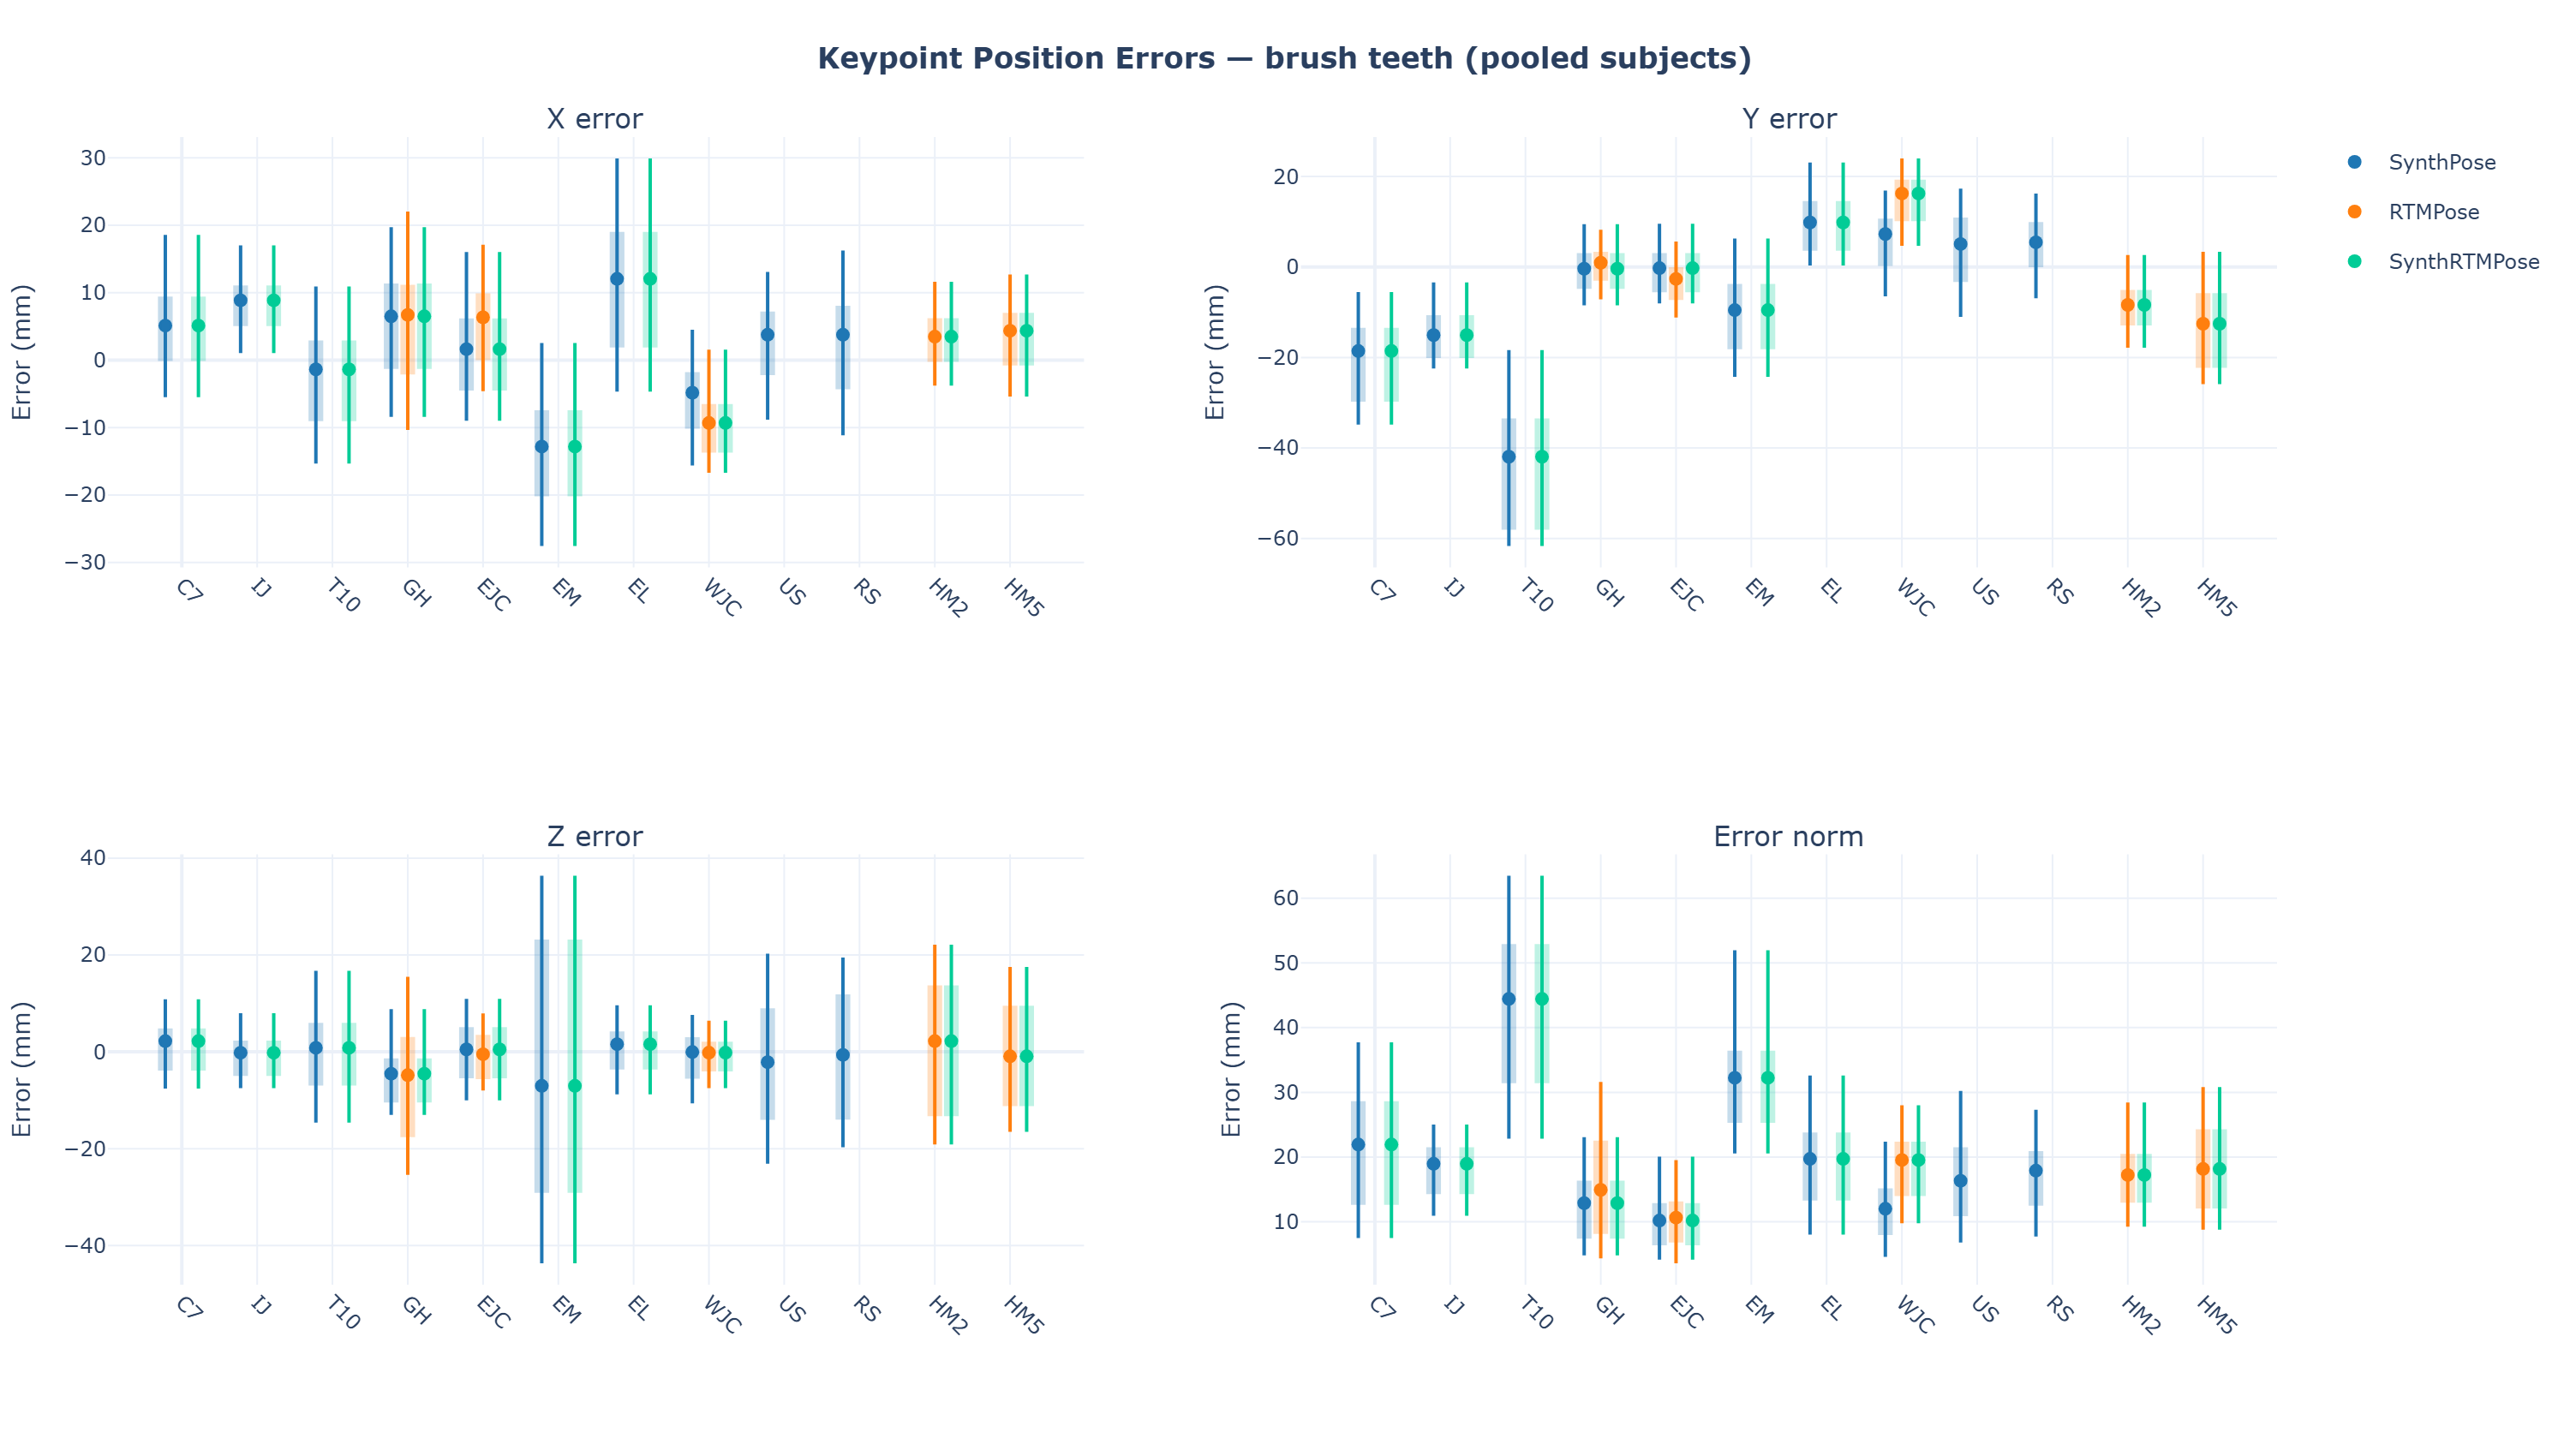 Keypoint Position Errors — brush teeth (pooled subjects)
X error
Error (mm)
30
20
10
0
−10
−20
−30
C7 IJ T10 GH EJC EM EL WJC US RS HM2 HM5
Y error
Error (mm)
20
0
−20
−40
−60
C7 IJ T10 GH EJC EM EL WJC US RS HM2 HM5
SynthPose
RTMPose
SynthRTMPose
Z error
Error (mm)
40
20
0
−20
−40
C7 IJ T10 GH EJC EM EL WJC US RS HM2 HM5
Error norm
Error (mm)
60
50
40
30
20
10
C7 IJ T10 GH EJC EM EL WJC US RS HM2 HM5